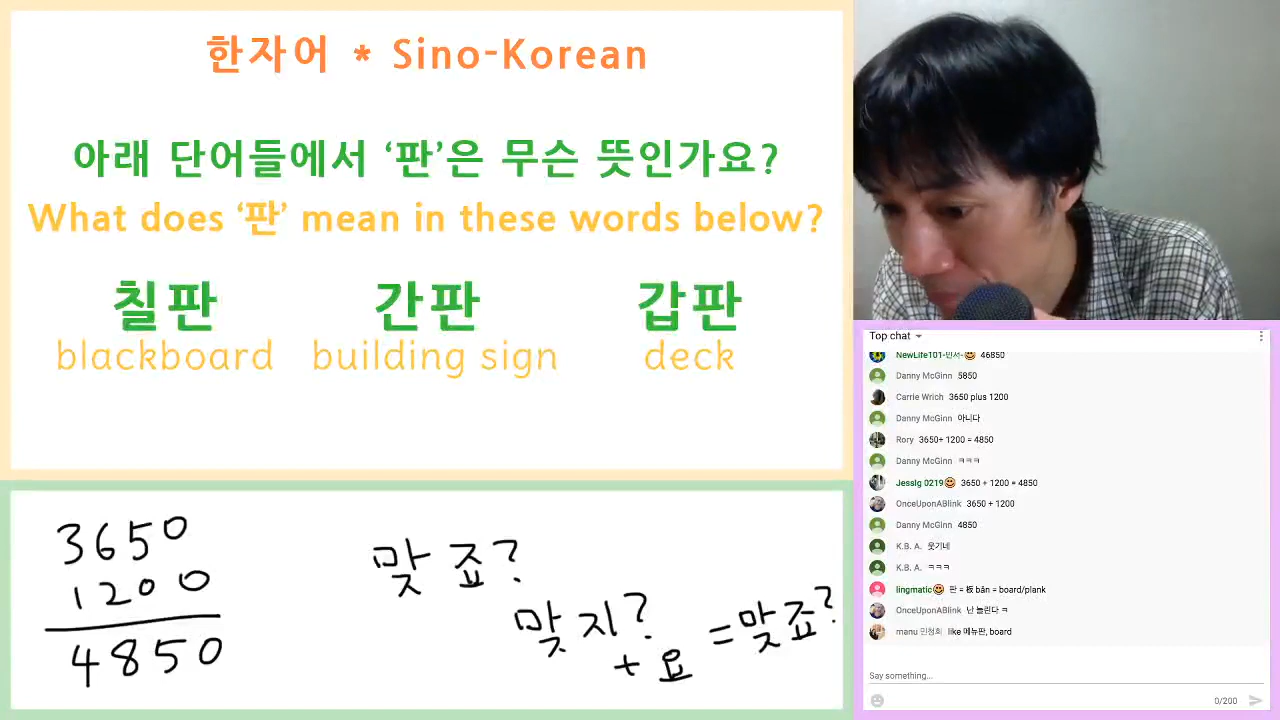 한자어 * Sino-Korean
아래 단어들에서 ‘판’은 무슨 뜻인가요?
What does ‘판’ mean in these words below?
칠판 간판 갑판
blackboard building sign deck
3650
1200
4850
맞죠?
맞지?
+요 =맞죠?
Top chat
NewLife101-민서- 46850
Danny McGinn 5850
Carrie Wrich 3650 plus 1200
Danny McGinn 아니다
Rory 3650+ 1200 = 4850
Danny McGinn ㅋㅋㅋ
Jesslg 0219 3650 + 1200 = 4850
OnceUponABlink 3650 + 1200
Danny McGinn 4850
K.B. A. 웃기네
K.B. A. ㅋㅋㅋ
lingmatic 판 = 板 bǎn = board/plank
OnceUponABlink 난 늘린다 ㅋ
manu 민청희 like 메뉴판, board
Say something...
0/200